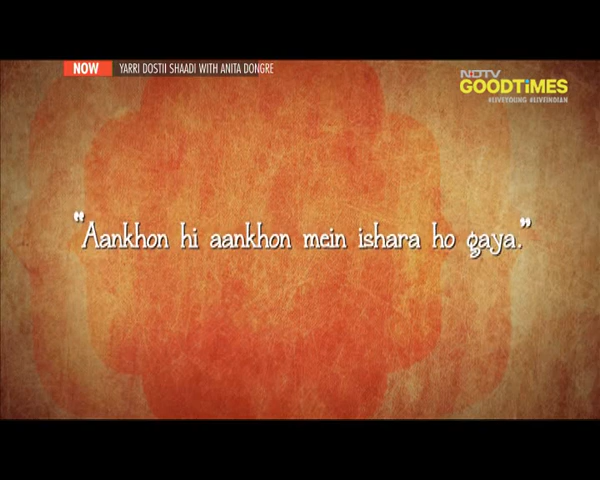 NOW YARRI DOSTII SHAADI WITH ANITA DONGRE
NDTV
GOODTiMES
#LIVEYOUNG #LIVEINDIAN
"Aankhon hi aankhon mein ishara ho gaya."